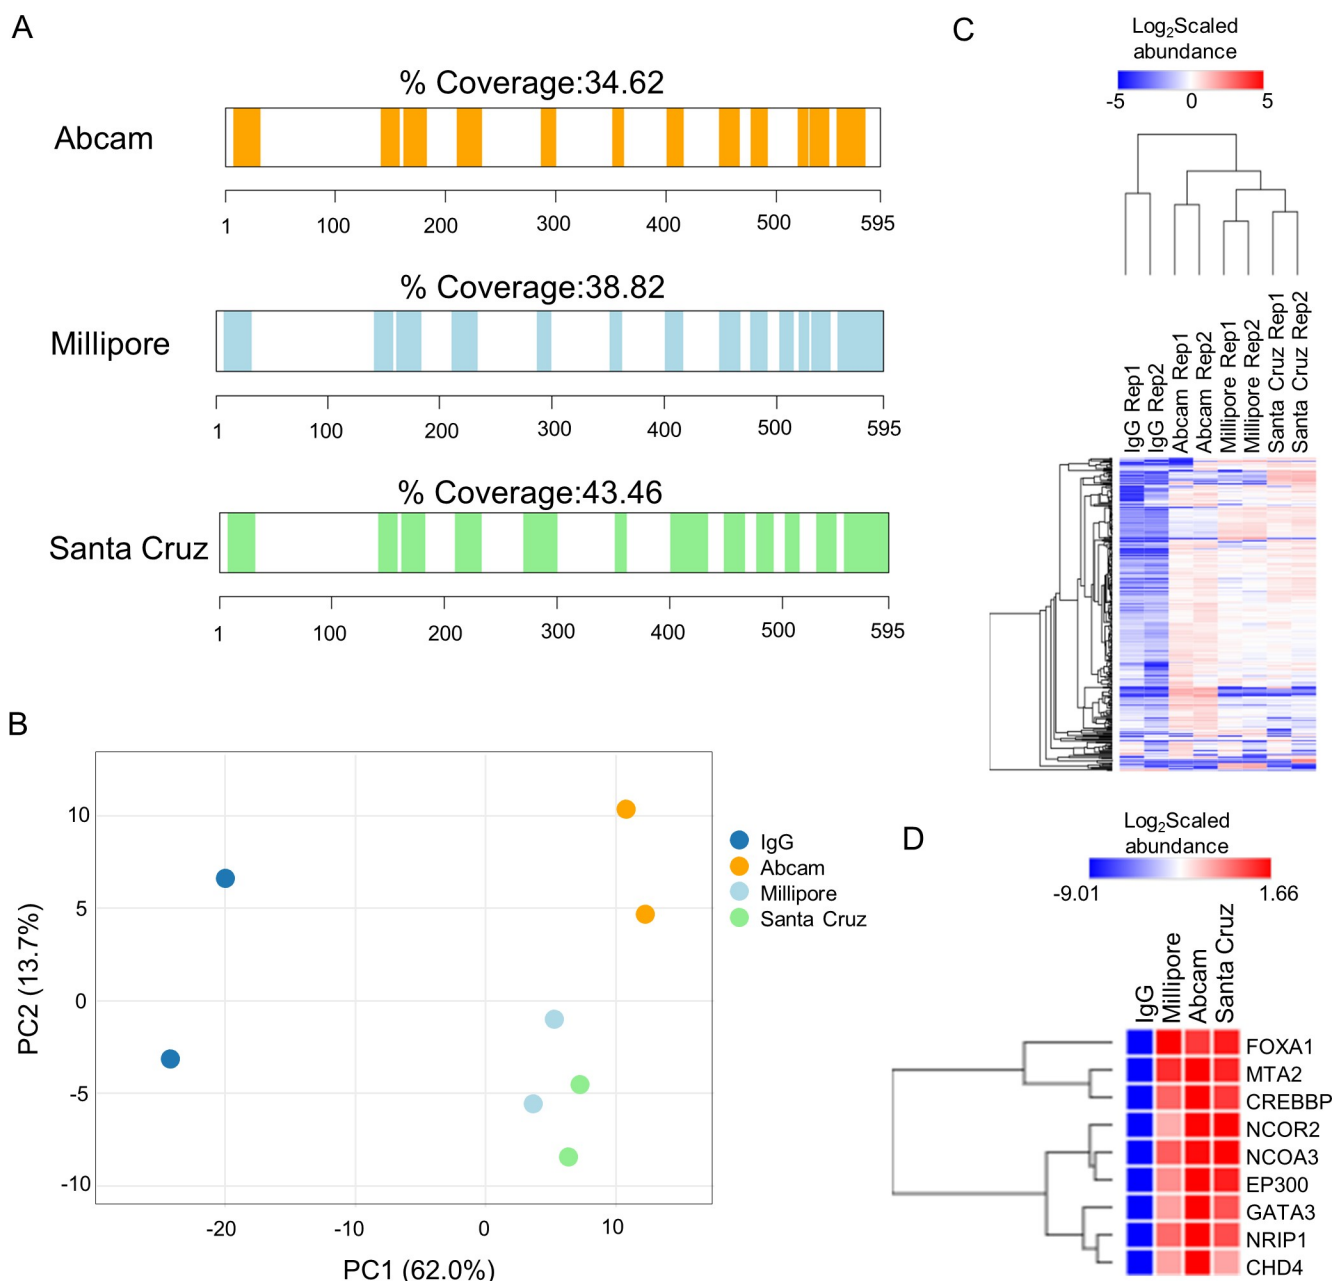 A
% Coverage:34.62
Abcam
1 100 200 300 400 500 595
% Coverage:38.82
Millipore
1 100 200 300 400 500 595
% Coverage:43.46
Santa Cruz
1 100 200 300 400 500 595
B
10
5
0
-5
-10
-20 -10 0 10
PC2 (13.7%)
PC1 (62.0%)
IgG
Abcam
Millipore
Santa Cruz
C
Log2Scaled
abundance
-5 0 5
IgG Rep1
IgG Rep2
Abcam Rep1
Abcam Rep2
Millipore Rep1
Millipore Rep2
Santa Cruz Rep1
Santa Cruz Rep2
D
Log2Scaled
abundance
-9.01 1.66
IgG
Millipore
Abcam
Santa Cruz
FOXA1
MTA2
CREBBP
NCOR2
NCOA3
EP300
GATA3
NRIP1
CHD4